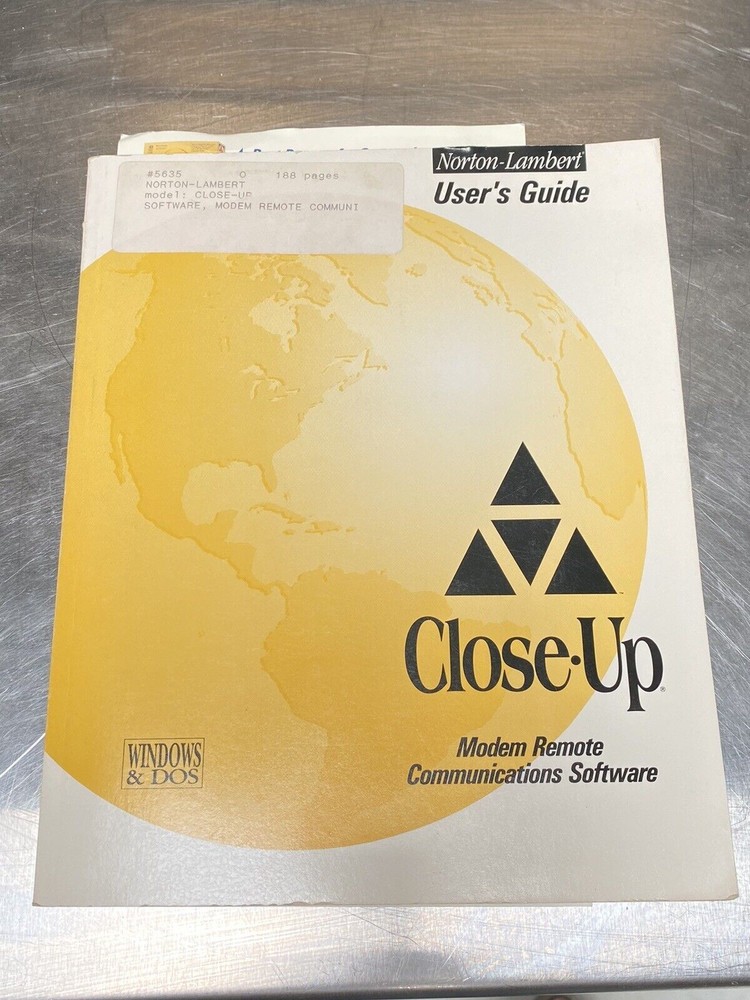 #5635 O 188 pages
NORTON-LAMBERT
model: CLOSE-UP
SOFTWARE, MODEM REMOTE COMMUNI
Norton-Lambert®
User's Guide
Close·Up®
Modem Remote
Communications Software
WINDOWS
& DOS